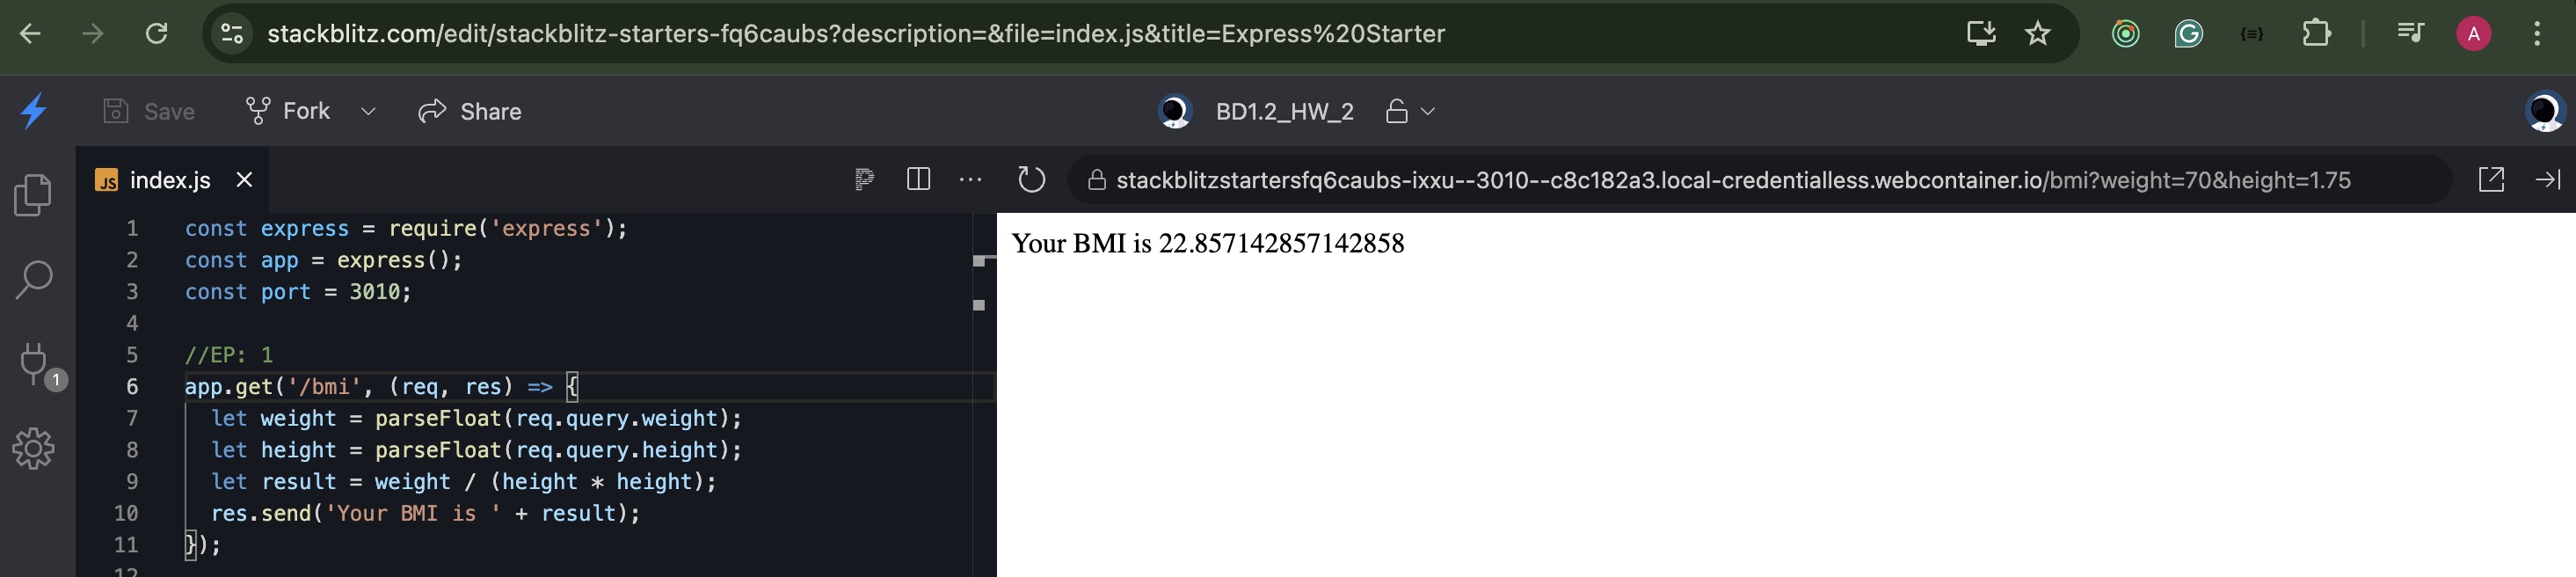 stackblitz.com/edit/stackblitz-starters-fq6caubs?description=&file=index.js&title=Express%20Starter
A
Save
Fork
Share
BD1.2_HW_2
JS index.js
stackblitzstartersfq6caubs-ixxu--3010--c8c182a3.local-credentialless.webcontainer.io/bmi?weight=70&height=1.75
1
1 const express = require('express');
2 const app = express();
3 const port = 3010;
4
5 //EP: 1
6 app.get('/bmi', (req, res) => {
7 let weight = parseFloat(req.query.weight);
8 let height = parseFloat(req.query.height);
9 let result = weight / (height * height);
10 res.send('Your BMI is ' + result);
11 });
12
Your BMI is 22.857142857142858